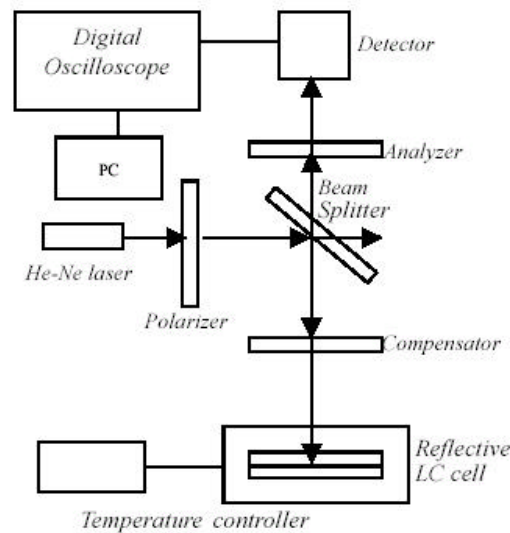 Digital
Oscilloscope
Detector
PC
Analyzer
Beam
Splitter
He-Ne laser
Polarizer
Compensator
Reflective
LC cell
Temperature controller